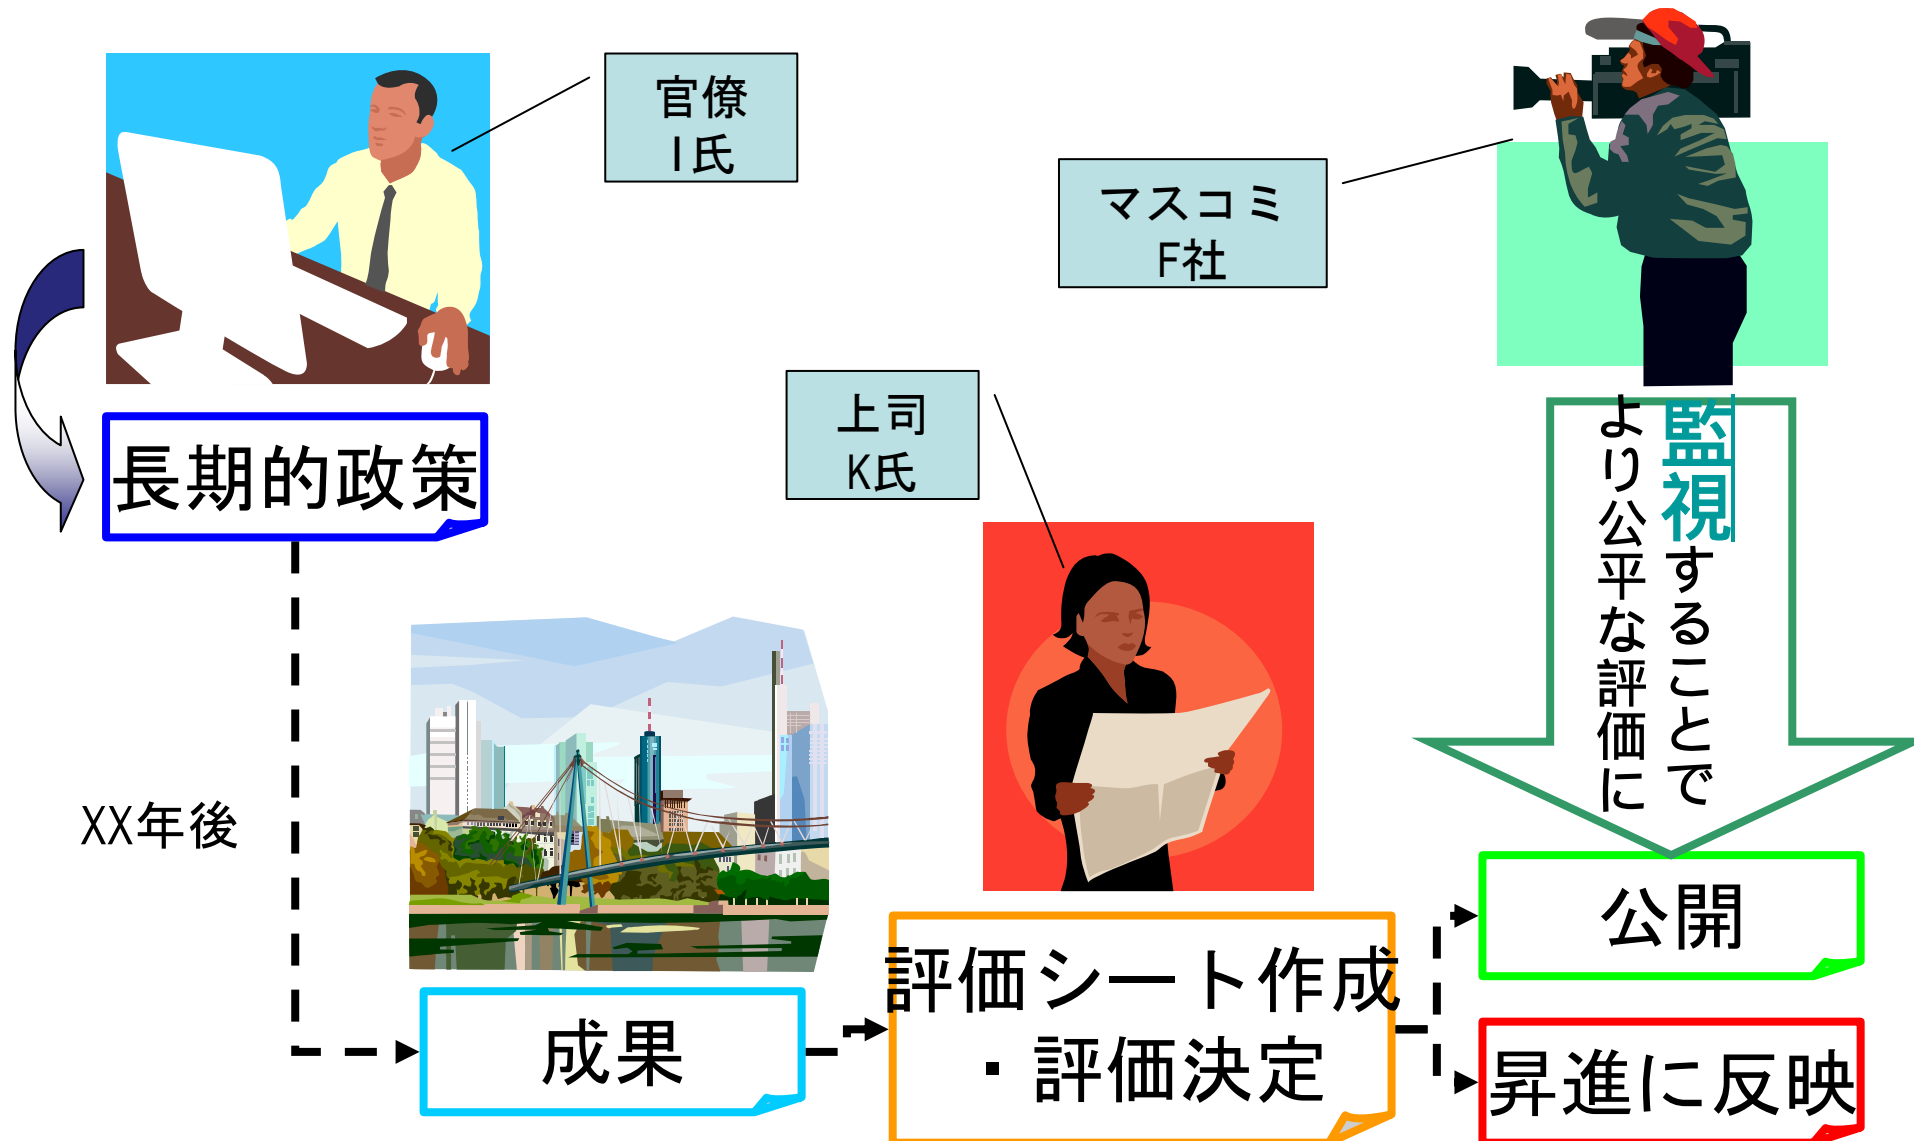 官僚
I氏
マスコミ
F社
上司
K氏
長期的政策
監視することで
より公平な評価に
XX年後
成果
評価シート作成
・評価決定
公開
昇進に反映